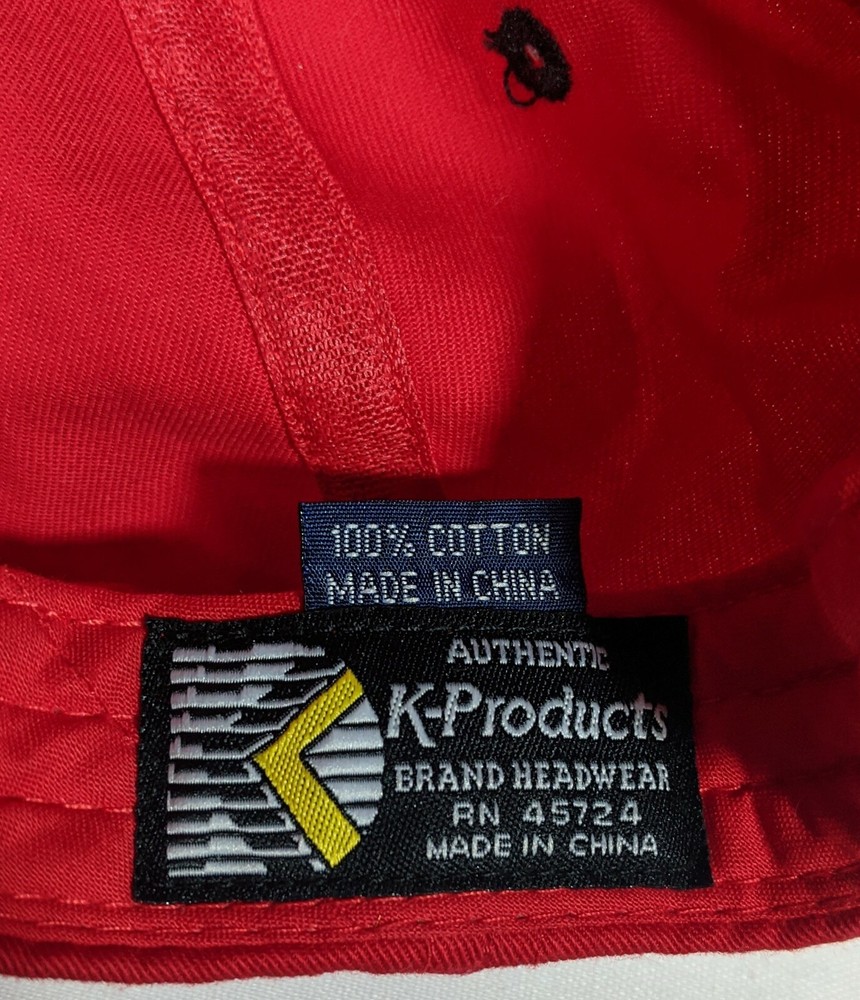 100% COTTON
MADE IN CHINA
AUTHENTIC
K-Products
BRAND HEADWEAR
RN 45724
MADE IN CHINA